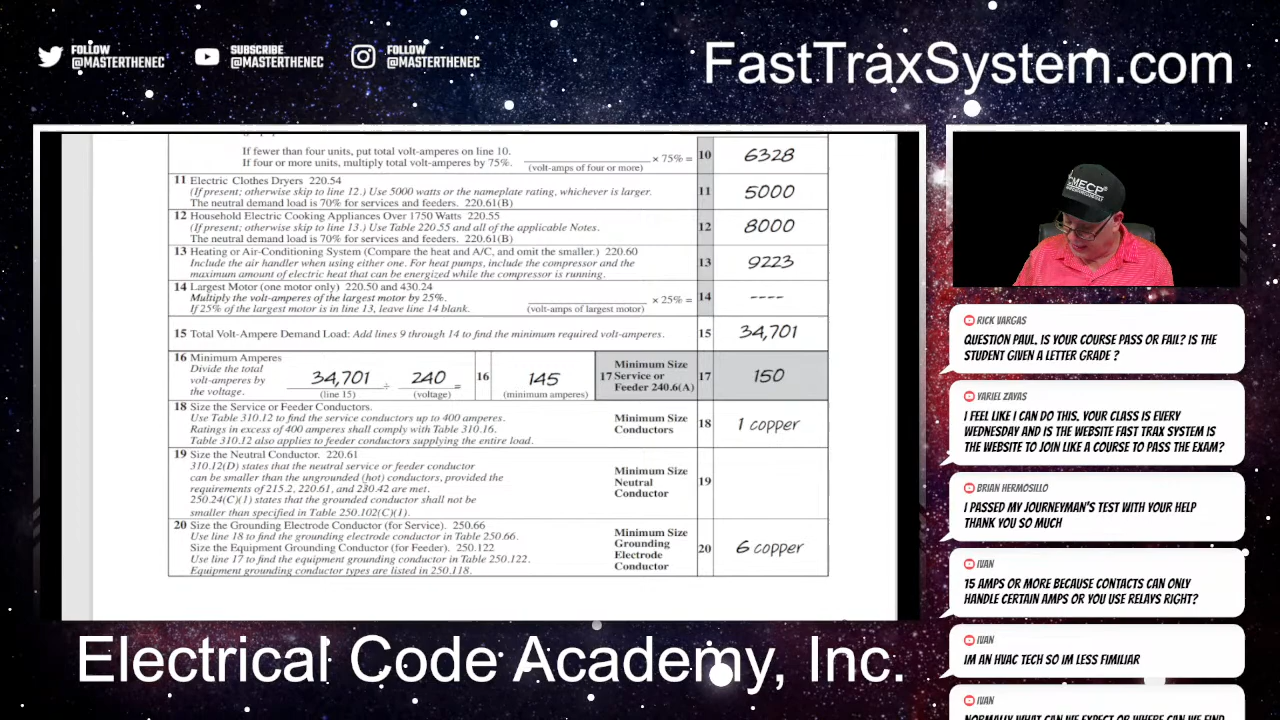 FOLLOW
@MASTERTHENEC
SUBSCRIBE
@MASTERTHENEC
FOLLOW
@MASTERTHENEC
FastTraxSystem.com
If fewer than four units, put total volt-amperes on line 10.
If four or more units, multiply total volt-amperes by 75%. × 75% = 10 6328
(volt-amps of four or more)
11 Electric Clothes Dryers 220.54
(If present; otherwise skip to line 12.) Use 5000 watts or the nameplate rating, whichever is larger. 11 5000
The neutral demand load is 70% for services and feeders. 220.61(B)
12 Household Electric Cooking Appliances Over 1750 Watts 220.55
(If present; otherwise skip to line 13.) Use Table 220.55 and all of the applicable Notes. 12 8000
The neutral demand load is 70% for services and feeders. 220.61(B)
13 Heating or Air-Conditioning System (Compare the heat and A/C, and omit the smaller.) 220.60
Include the air handler when using either one. For heat pumps, include the compressor and the 13 9223
maximum amount of electric heat that can be energized while the compressor is running.
14 Largest Motor (one motor only) 220.50 and 430.24
Multiply the volt-amperes of the largest motor by 25%. × 25% = 14 ----
If 25% of the largest motor is in line 13, leave line 14 blank. (volt-amps of largest motor)
15 Total Volt-Ampere Demand Load: Add lines 9 through 14 to find the minimum required volt-amperes. 15 34,701
16 Minimum Amperes
Divide the total
volt-amperes by
the voltage.
34,701 ÷ 240 = 16 145
(line 15) (voltage) (minimum amperes)
Minimum Size
17 Service or
Feeder 240.6(A)
17 150
18 Size the Service or Feeder Conductors.
Use Table 310.12 to find the service conductors up to 400 amperes.
Ratings in excess of 400 amperes shall comply with Table 310.16.
Table 310.12 also applies to feeder conductors supplying the entire load.
Minimum Size
Conductors
18 1 copper
19 Size the Neutral Conductor. 220.61
310.12(D) states that the neutral service or feeder conductor
can be smaller than the ungrounded (hot) conductors, provided the
requirements of 215.2, 220.61, and 230.42 are met.
250.24(C)(1) states that the grounded conductor shall not be
smaller than specified in Table 250.102(C)(1).
Minimum Size
Neutral
Conductor
19
20 Size the Grounding Electrode Conductor (for Service). 250.66
Use line 18 to find the grounding electrode conductor in Table 250.66.
Size the Equipment Grounding Conductor (for Feeder). 250.122
Use line 17 to find the equipment grounding conductor in Table 250.122.
Equipment grounding conductor types are listed in 250.118.
Minimum Size
Grounding
Electrode
Conductor
20 6 copper
RICK VARGAS
QUESTION PAUL, IS YOUR COURSE PASS OR FAIL? IS THE
STUDENT GIVEN A LETTER GRADE ?
YARIEL ZAYAS
I FEEL LIKE I CAN DO THIS. YOUR CLASS IS EVERY
WEDNESDAY AND IS THE WEBSITE FAST TRAX SYSTEM IS
THE WEBSITE TO JOIN LIKE A COURSE TO PASS THE EXAM?
BRIAN HERMOSILLO
I PASSED MY JOURNEYMAN'S TEST WITH YOUR HELP
THANK YOU SO MUCH
IVAN
15 AMPS OR MORE BECAUSE CONTACTS CAN ONLY
HANDLE CERTAIN AMPS OR YOU USE RELAYS RIGHT?
IVAN
IM AN HVAC TECH SO IM LESS FIMILIAR
IVAN
NORMALLY WHAT CAN WE EXPECT OR WHERE CAN WE FIND
Electrical Code Academy, Inc.